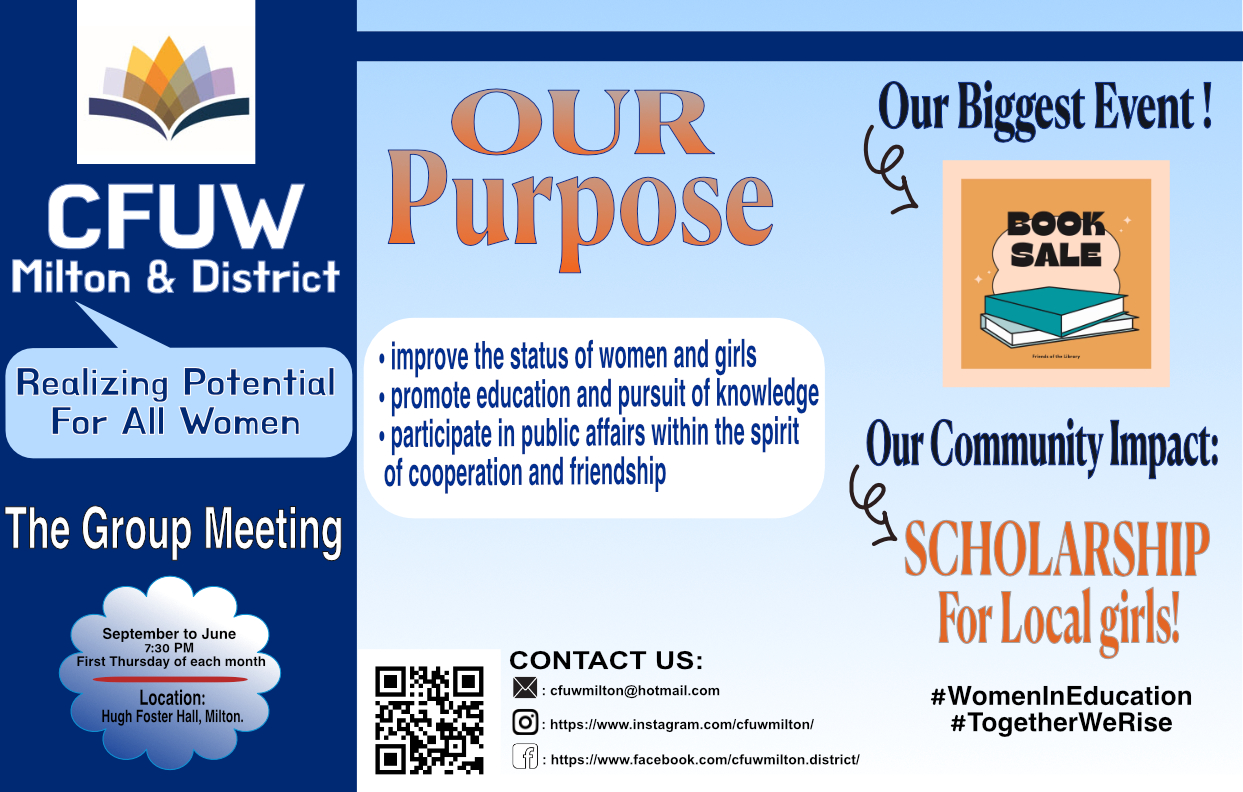 CFUW
Milton & District
Realizing Potential
For All Women
The Group Meeting
September to June
7:30 PM
First Thursday of each month
Location:
Hugh Foster Hall, Milton.
OUR
Purpose
• improve the status of women and girls
• promote education and pursuit of knowledge
• participate in public affairs within the spirit
of cooperation and friendship
CONTACT US:
: cfuwmilton@hotmail.com
: https://www.instagram.com/cfuwmilton/
: https://www.facebook.com/cfuwmilton.district/
Our Biggest Event !
BOOK
SALE
Friends of the Library
Our Community Impact:
SCHOLARSHIP
For Local girls!
#WomenInEducation
#TogetherWeRise